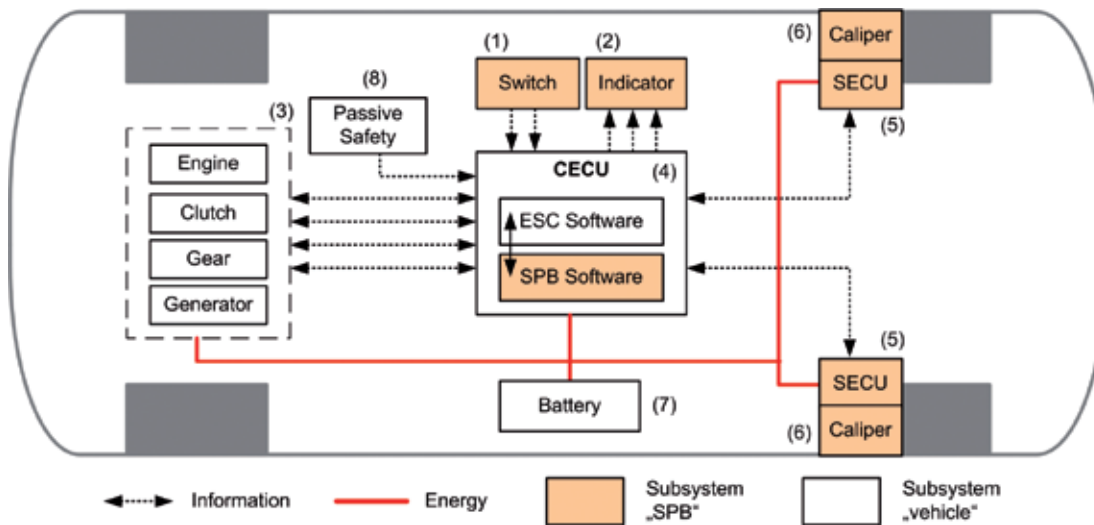 (6)
Caliper
SECU
(5)
(1)
Switch
(2)
Indicator
(8)
Passive
Safety
(3)
Engine
Clutch
Gear
Generator
CECU
(4)
ESC Software
SPB Software
Battery
(7)
(5)
SECU
(6)
Caliper
Information
Energy
Subsystem
„SPB“
Subsystem
„vehicle“